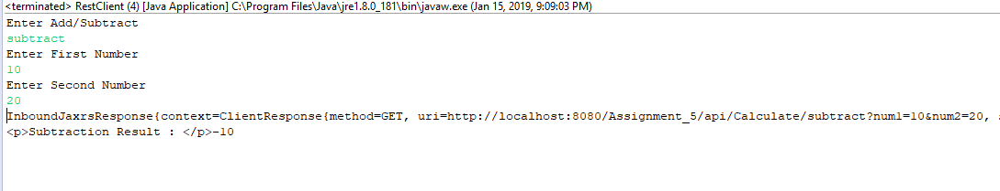 <terminated> RestClient (4) [Java Application] C:\Program Files\Java\jre1.8.0_181\bin\javaw.exe (Jan 15, 2019, 9:09:03 PM)
Enter Add/Subtract
subtract
Enter First Number
10
Enter Second Number
20
InboundJaxrsResponse{context=ClientResponse{method=GET, uri=http://localhost:8080/Assignment_5/api/Calculate/subtract?num1=10&num2=20,
<p>Subtraction Result : </p>-10